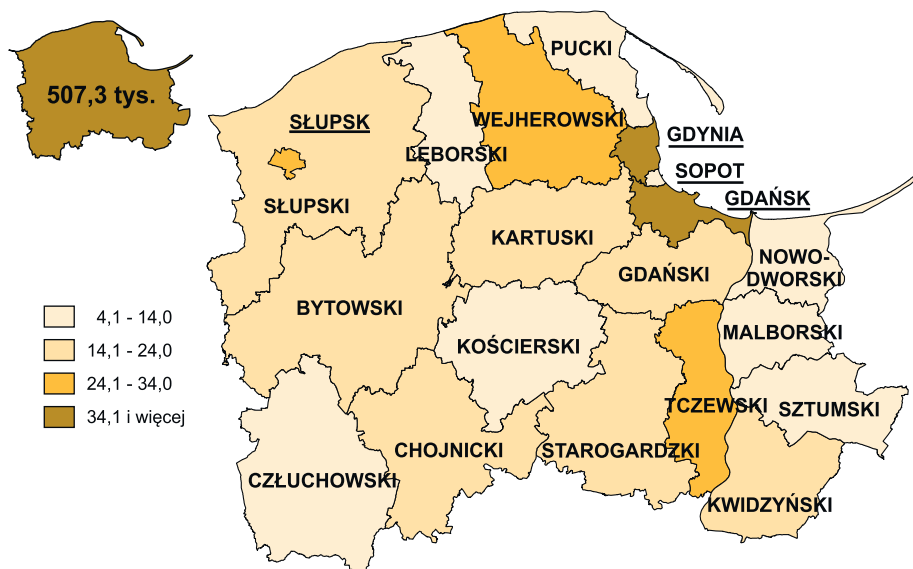 507,3 tys.
PUCKI
SŁUPSK
WEJHEROWSKI
GDYNIA
LĘBORSKI
SOPOT
GDAŃSK
SŁUPSKI
KARTUSKI
NOWO-
DWORSKI
GDAŃSKI
BYTOWSKI
4,1 - 14,0
14,1 - 24,0
24,1 - 34,0
34,1 i więcej
KOŚCIERSKI
MALBORSKI
TCZEWSKI
SZTUMSKI
CHOJNICKI
STAROGARDZKI
CZŁUCHOWSKI
KWIDZYŃSKI